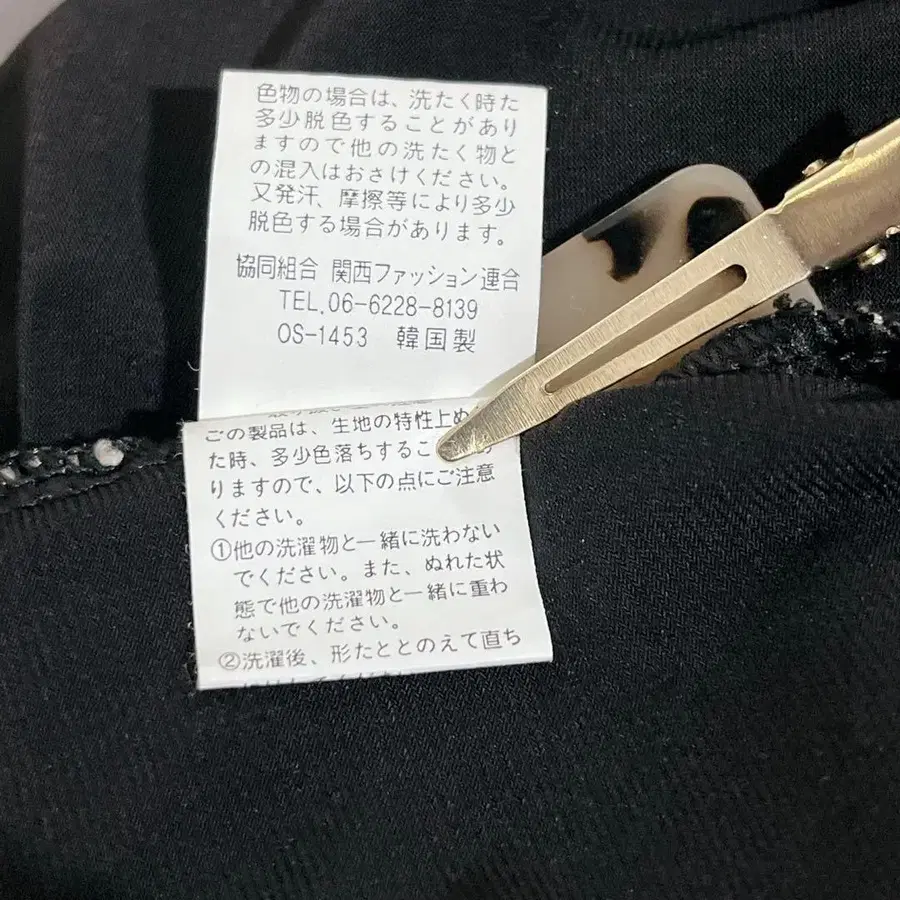 色物の場合は、洗たく時た
多少脱色することがあり
ますので他の洗たく物と
の混入はおさけください。
又発汗、摩擦等により多少
脱色する場合があります。
協同組合 関西ファッション連合
TEL.06-6228-8139
OS-1453 韓国製
この製品は、生地の特性上ぬ
た時、多少色落ちするこ
りますので、以下の点にご注意
ください。
①他の洗濯物と一緒に洗わない
でください。また、ぬれた状
態で他の洗濯物と一緒に重わ
ないでください。
②洗濯後、形たととのえて直ち